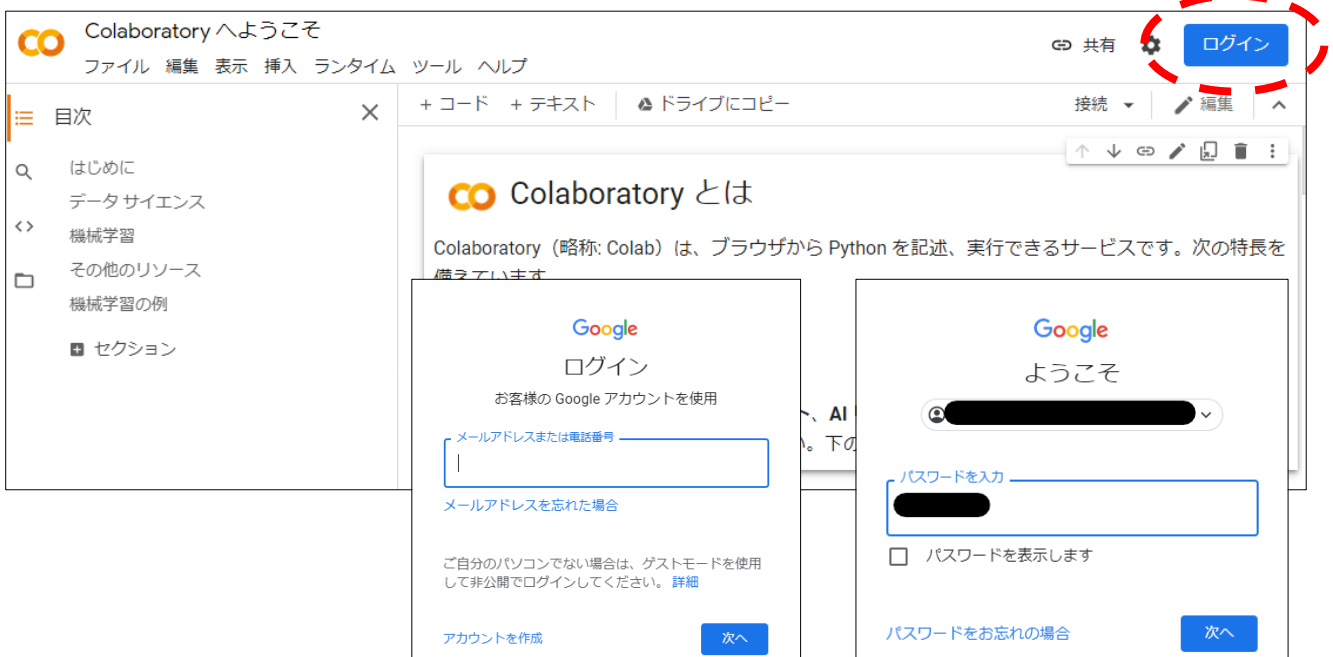 Colaboratory へようこそ
ファイル 編集 表示 挿入 ランタイム ツール ヘルプ
共有
ログイン
目次
はじめに
データ サイエンス
機械学習
その他のリソース
機械学習の例
セクション
+ コード + テキスト ドライブにコピー
接続
編集
Colaboratory とは
Colaboratory(略称: Colab)は、ブラウザから Python を記述、実行できるサービスです。次の特長を
備えています
、AI
。下の
Google
ログイン
お客様の Google アカウントを使用
メールアドレスまたは電話番号
メールアドレスを忘れた場合
ご自分のパソコンでない場合は、ゲストモードを使用
して非公開でログインしてください。 詳細
アカウントを作成
次へ
Google
ようこそ
パスワードを入力
パスワードを表示します
パスワードをお忘れの場合
次へ